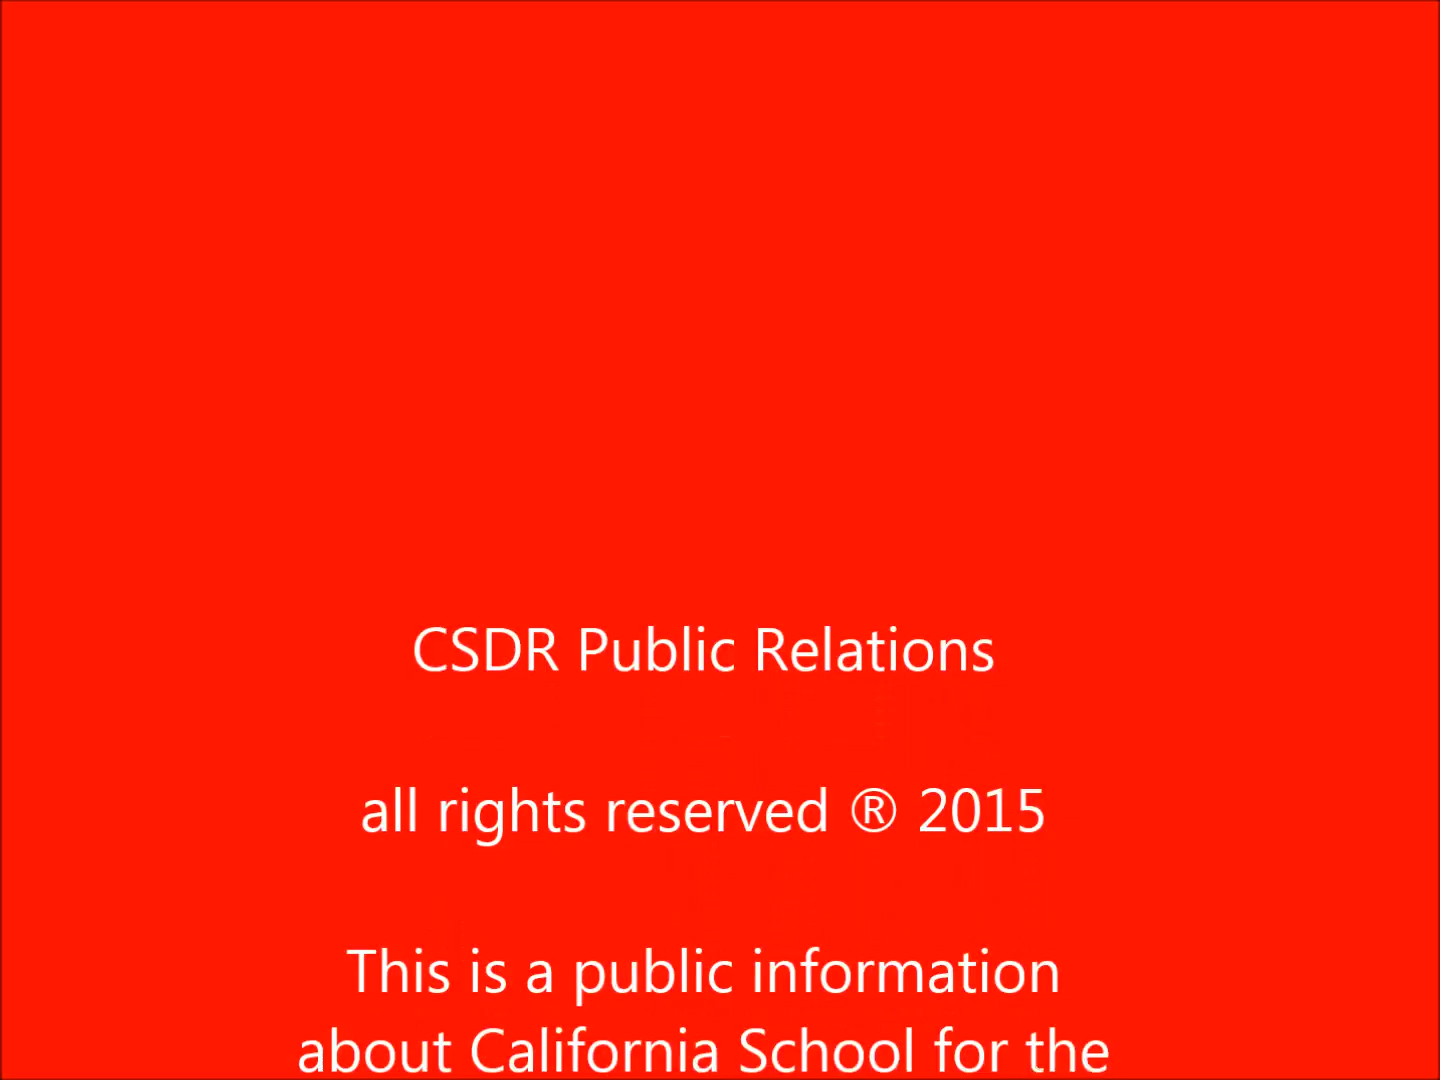 CSDR Public Relations
all rights reserved ® 2015
This is a public information
about California School for the